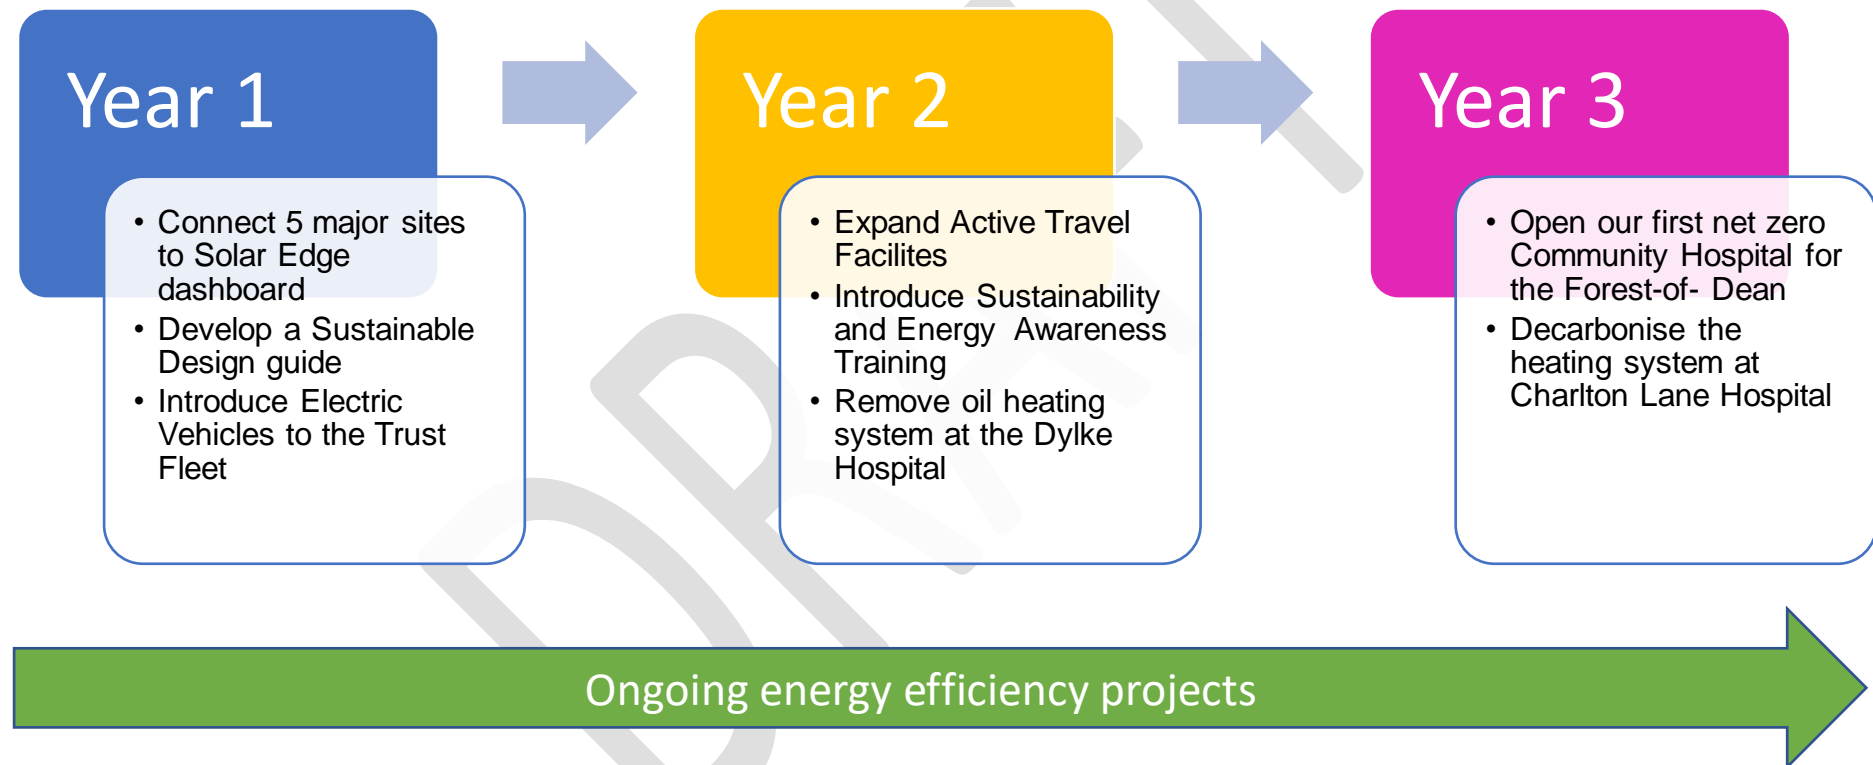 Year 1
• Connect 5 major sites
to Solar Edge
dashboard
• Develop a Sustainable
Design guide
• Introduce Electric
Vehicles to the Trust
Fleet
Year 2
• Expand Active Travel
Facilites
• Introduce Sustainability
and Energy Awareness
Training
• Remove oil heating
system at the Dylke
Hospital
Year 3
• Open our first net zero
Community Hospital for
the Forest-of- Dean
• Decarbonise the
heating system at
Charlton Lane Hospital
Ongoing energy efficiency projects
DRAFT